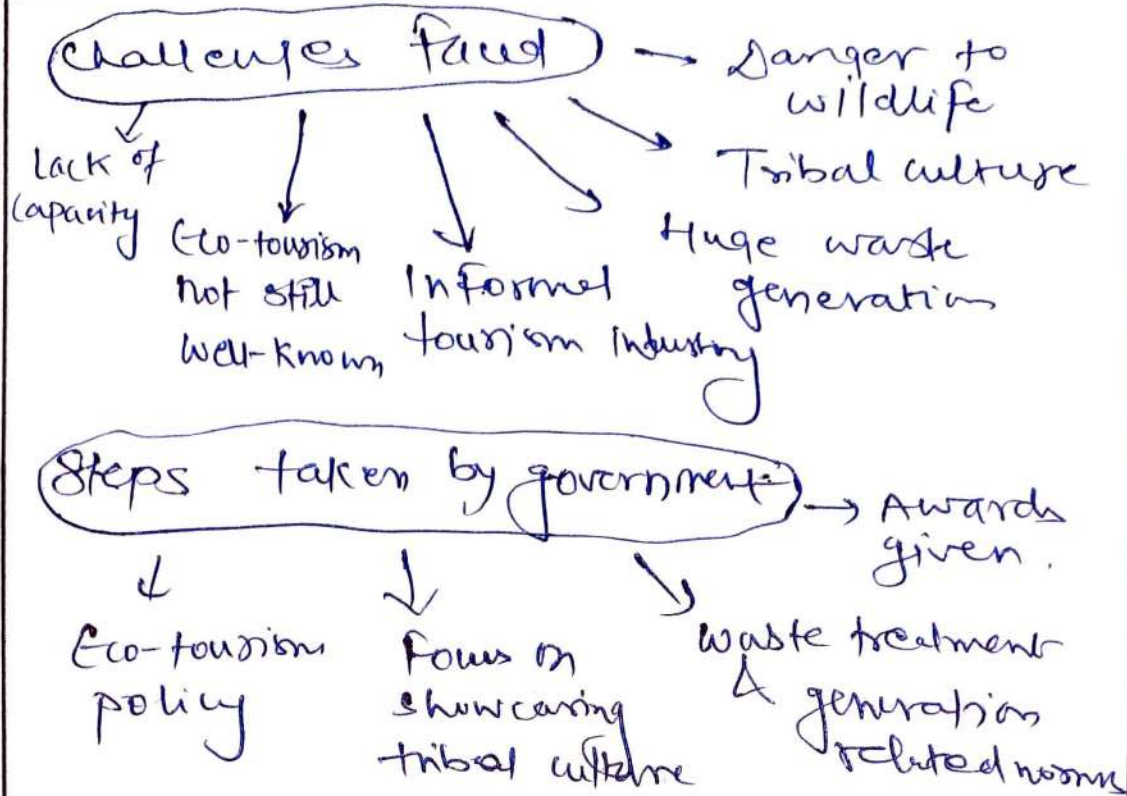 Challenges faced
Danger to
wildlife
Tribal culture
Huge waste
generation
Informal
tourism industry
Eco-tourism
not still
well-known
Lack of
capacity
Steps taken by government
Awards
given.
Waste treatment
& generation
related norms
Focus on
showcasing
tribal culture
Eco-tourism
policy